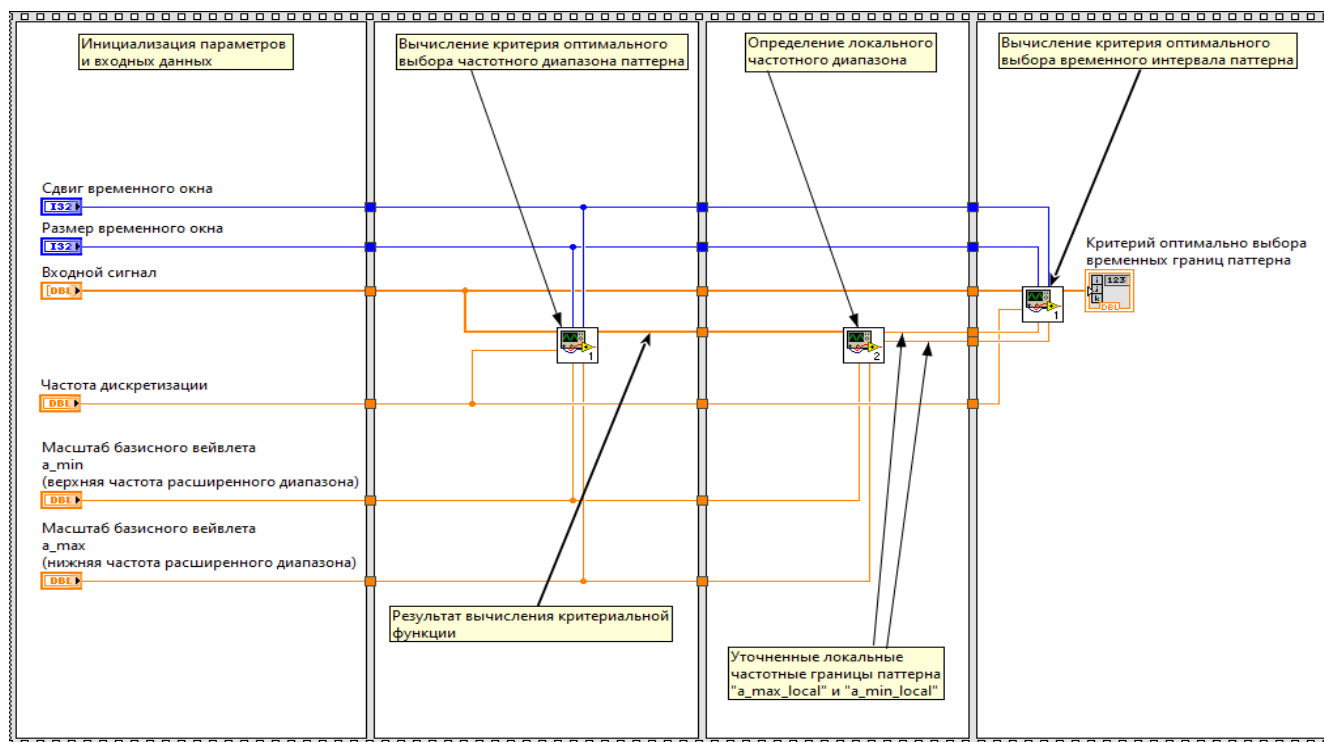 Инициализация параметров
и входных данных
Вычисление критерия оптимального
выбора частотного диапазона паттерна
Определение локального
частотного диапазона
Вычисление критерия оптимального
выбора временного интервала паттерна
Сдвиг временного окна
I32
Размер временного окна
I32
Входной сигнал
[DBL]
Критерий оптимально выбора
временных границ паттерна
i
j
k
123
DBL
1
1
2
Частота дискретизации
DBL
Масштаб базисного вейвлета
a_min
(верхняя частота расширенного диапазона)
DBL
Масштаб базисного вейвлета
a_max
(нижняя частота расширенного диапазона)
DBL
Результат вычисления критериальной
функции
Уточненные локальные
частотные границы паттерна
"a_max_local" и "a_min_local"